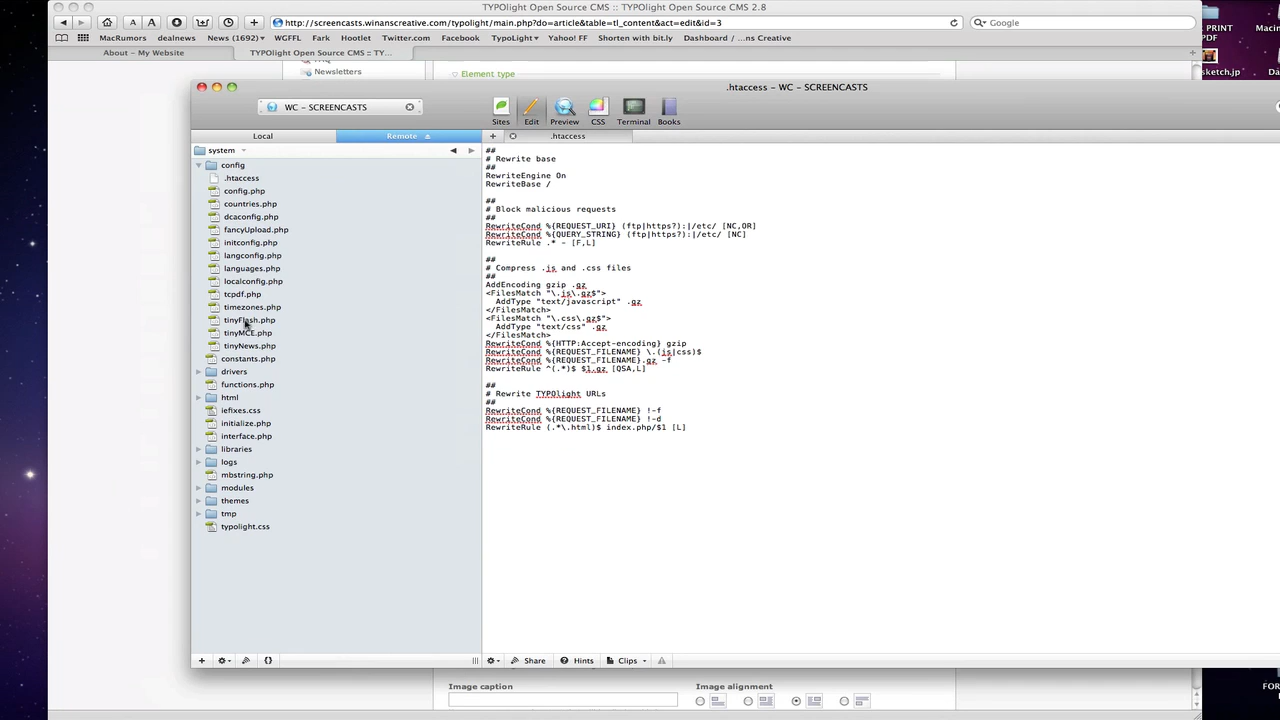 TYPOlight Open Source CMS :: TYPOlight Open Source CMS 2.8
http://screencasts.winanscreative.com/typolight/main.php?do=article&table=tl_content&act=edit&id=3
Google
MacRumors dealnews News (1692) WGFLL Fark Hootlet Twitter.com Facebook TypoLight Yahoo! FF Shorten with bit.ly Dashboard / ...ns Creative
About – My Website
TYPOlight Open Source CMS :: TY...
PRINT
PDF
Newsletters
Element type
sketch.jp
.htaccess – WC – SCREENCASTS
WC – SCREENCASTS
Sites Edit Preview CSS Terminal Books
Local Remote
.htaccess
system
config
.htaccess
config.php
countries.php
dcaconfig.php
fancyUpload.php
initconfig.php
langconfig.php
languages.php
localconfig.php
tcpdf.php
timezones.php
tinyFlash.php
tinyMCE.php
tinyNews.php
constants.php
drivers
functions.php
html
iefixes.css
initialize.php
interface.php
libraries
logs
mbstring.php
modules
themes
tmp
typolight.css
##
# Rewrite base
##
RewriteEngine On
RewriteBase /
##
# Block malicious requests
##
RewriteCond %{REQUEST_URI} (ftp|https?):|/etc/ [NC,OR]
RewriteCond %{QUERY_STRING} (ftp|https?):|/etc/ [NC]
RewriteRule .* - [F,L]
##
# Compress .js and .css files
##
AddEncoding gzip .gz
<FilesMatch "\.js\.gz$">
AddType "text/javascript" .gz
</FilesMatch>
<FilesMatch "\.css\.gz$">
AddType "text/css" .gz
</FilesMatch>
RewriteCond %{HTTP:Accept-encoding} gzip
RewriteCond %{REQUEST_FILENAME} \.(js|css)$
RewriteCond %{REQUEST_FILENAME}.gz -f
RewriteRule ^(.*)$ $1.gz [QSA,L]
##
# Rewrite TYPOlight URLs
##
RewriteCond %{REQUEST_FILENAME} !-f
RewriteCond %{REQUEST_FILENAME} !-d
RewriteRule (.*\.html)$ index.php/$1 [L]
Share Hints Clips
Image caption
Image alignment